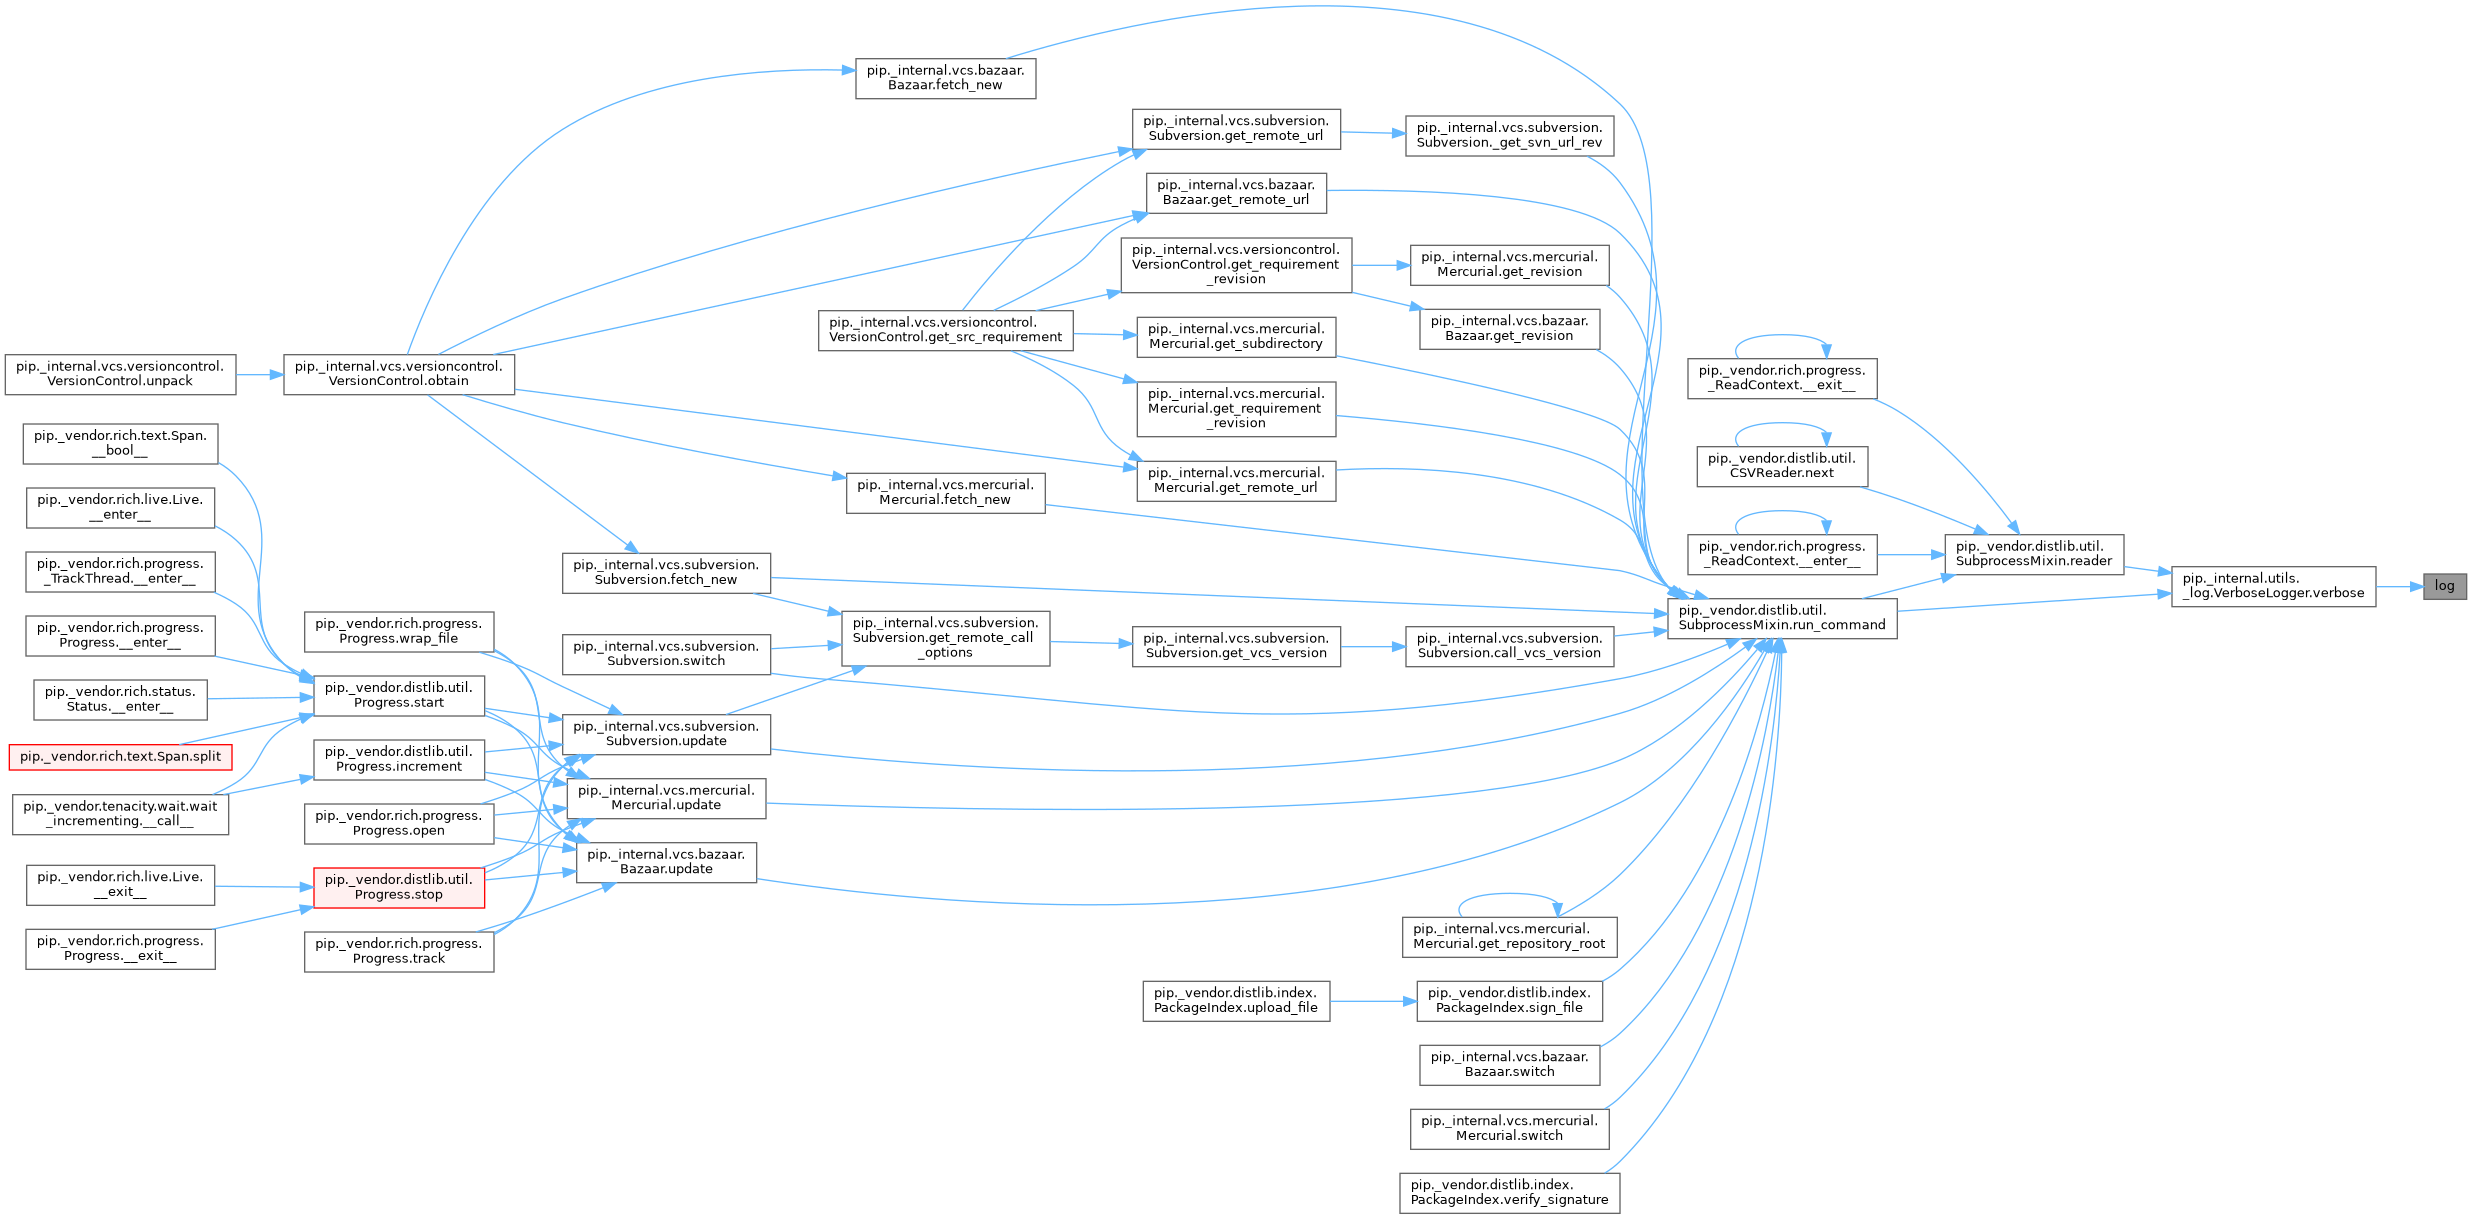 pip._internal.vcs.bazaar.
Bazaar.fetch_new
pip._internal.vcs.subversion.
Subversion.get_remote_url
pip._internal.vcs.subversion.
Subversion._get_svn_url_rev
pip._internal.vcs.bazaar.
Bazaar.get_remote_url
pip._internal.vcs.versioncontrol.
VersionControl.get_requirement
_revision
pip._internal.vcs.mercurial.
Mercurial.get_revision
pip._internal.vcs.versioncontrol.
VersionControl.get_src_requirement
pip._internal.vcs.mercurial.
Mercurial.get_subdirectory
pip._internal.vcs.bazaar.
Bazaar.get_revision
pip._internal.vcs.versioncontrol.
VersionControl.unpack
pip._internal.vcs.versioncontrol.
VersionControl.obtain
pip._vendor.rich.progress.
_ReadContext.__exit__
pip._internal.vcs.mercurial.
Mercurial.get_requirement
_revision
pip._vendor.rich.text.Span.
__bool__
pip._internal.vcs.mercurial.
Mercurial.get_remote_url
pip._vendor.distlib.util.
CSVReader.next
pip._internal.vcs.mercurial.
Mercurial.fetch_new
pip._vendor.rich.live.Live.
__enter__
pip._vendor.rich.progress.
_ReadContext.__enter__
pip._vendor.distlib.util.
SubprocessMixin.reader
pip._vendor.rich.progress.
_TrackThread.__enter__
pip._internal.vcs.subversion.
Subversion.fetch_new
pip._internal.utils.
_log.VerboseLogger.verbose
log
pip._vendor.rich.progress.
Progress.__enter__
pip._vendor.rich.progress.
Progress.wrap_file
pip._internal.vcs.subversion.
Subversion.switch
pip._internal.vcs.subversion.
Subversion.get_remote_call
_options
pip._internal.vcs.subversion.
Subversion.get_vcs_version
pip._internal.vcs.subversion.
Subversion.call_vcs_version
pip._vendor.distlib.util.
SubprocessMixin.run_command
pip._vendor.rich.status.
Status.__enter__
pip._vendor.distlib.util.
Progress.start
pip._internal.vcs.subversion.
Subversion.update
pip._vendor.rich.text.Span.split
pip._vendor.distlib.util.
Progress.increment
pip._vendor.tenacity.wait.wait
_incrementing.__call__
pip._vendor.rich.progress.
Progress.open
pip._internal.vcs.mercurial.
Mercurial.update
pip._vendor.rich.live.Live.
__exit__
pip._vendor.distlib.util.
Progress.stop
pip._internal.vcs.bazaar.
Bazaar.update
pip._vendor.rich.progress.
Progress.__exit__
pip._vendor.rich.progress.
Progress.track
pip._internal.vcs.mercurial.
Mercurial.get_repository_root
pip._vendor.distlib.index.
PackageIndex.upload_file
pip._vendor.distlib.index.
PackageIndex.sign_file
pip._internal.vcs.bazaar.
Bazaar.switch
pip._internal.vcs.mercurial.
Mercurial.switch
pip._vendor.distlib.index.
PackageIndex.verify_signature